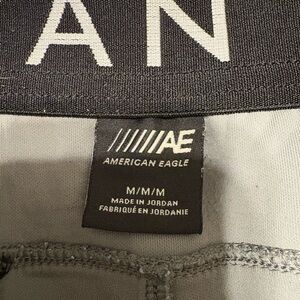 AN
AE
AMERICAN EAGLE
M/M/M
MADE IN JORDAN
FABRIQUÉ EN JORDANIE